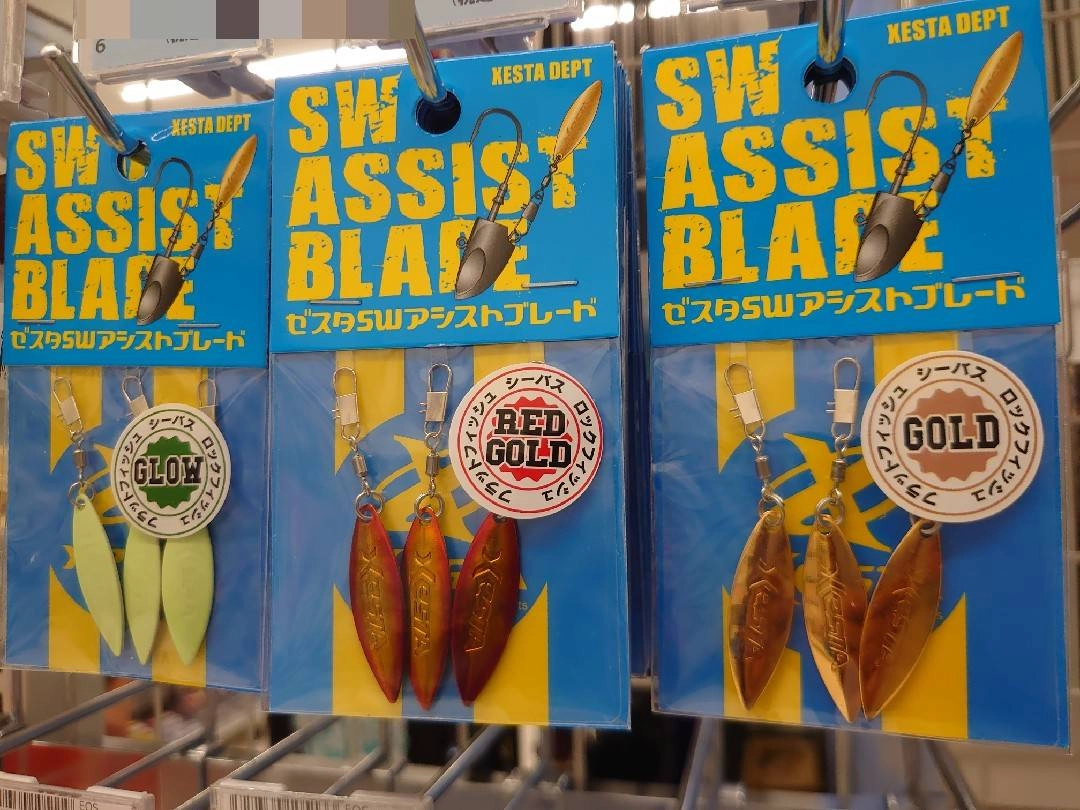 6
XESTA DEPT
SW
ASSIST
BLADE
ゼスタSWアシストブレード
シーバス ロックフィッシュ フラットフィッシュ
GLOW
XESTA DEPT
SW
ASSIST
BLADE
ゼスタSWアシストブレード
シーバス ロックフィッシュ フラットフィッシュ
RED
GOLD
XESTA
XESTA
XESTA
XESTA DEPT
SW
ASSIST
BLADE
ゼスタSWアシストブレード
シーバス ロックフィッシュ フラットフィッシュ
GOLD
XESTA
XESTA
XESTA
EOS
EOS